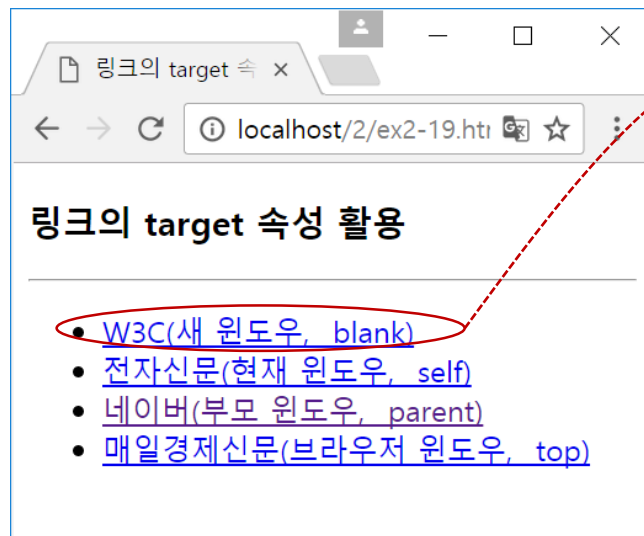 링크의 target 속
localhost/2/ex2-19.htm
링크의 target 속성 활용
W3C(새 윈도우, _blank)
전자신문(현재 윈도우, _self)
네이버(부모 윈도우, _parent)
매일경제신문(브라우저 윈도우, _top)